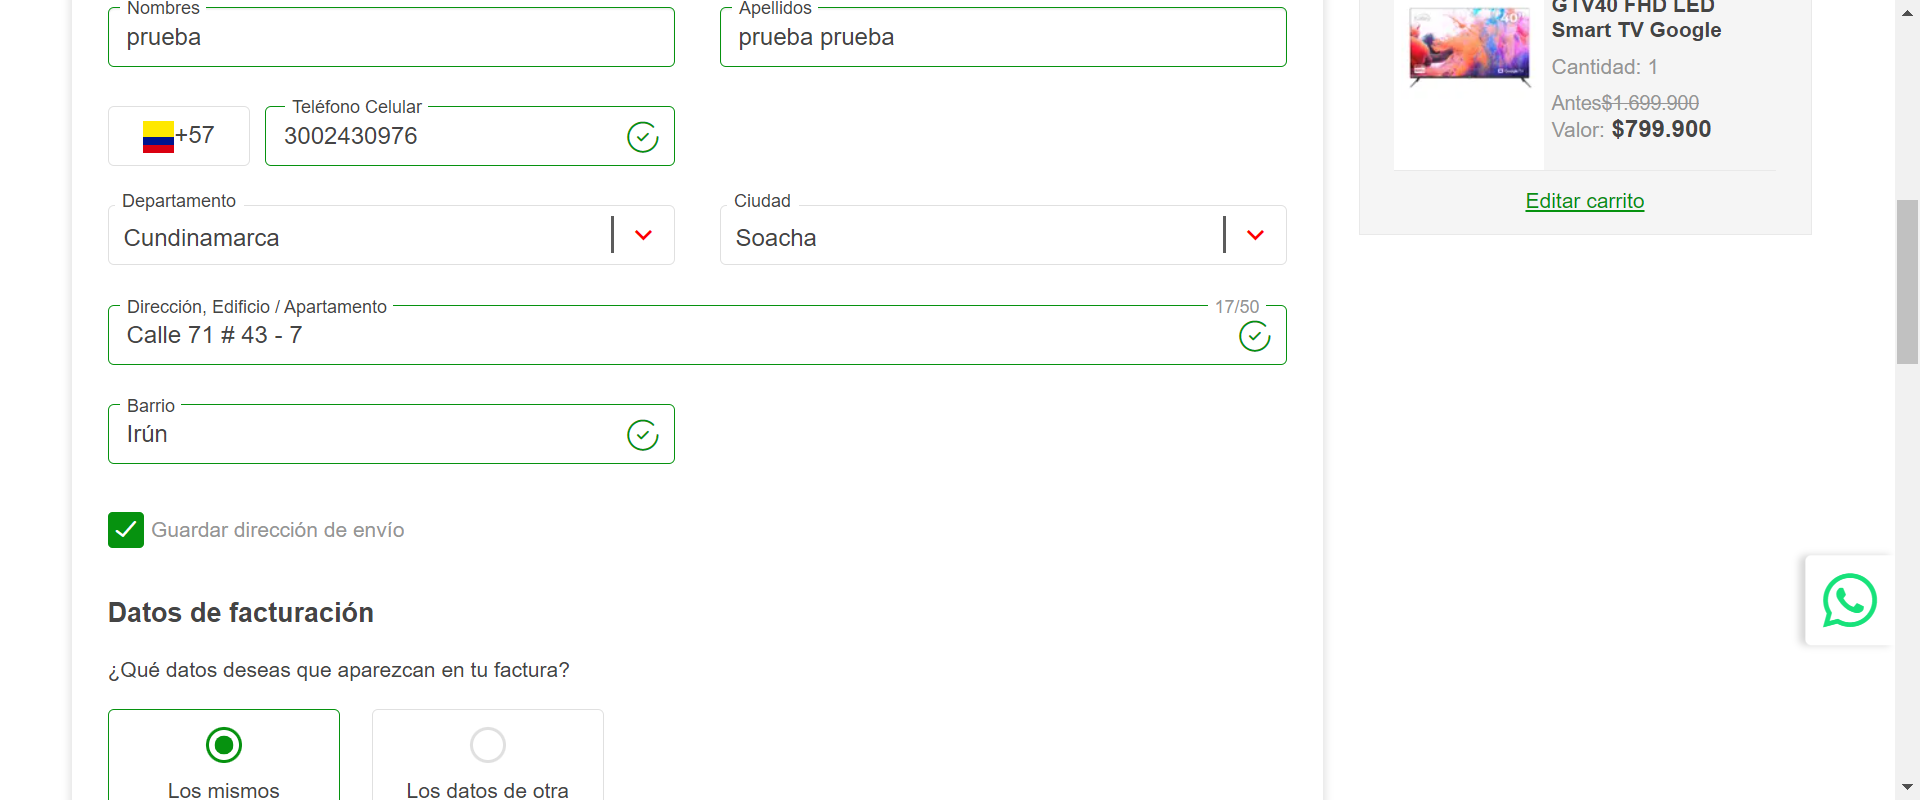 Nombres
prueba
Apellidos
prueba prueba
+57
Teléfono Celular
3002430976
Departamento
Cundinamarca
Ciudad
Soacha
Dirección, Edificio / Apartamento
17/50
Calle 71 # 43 - 7
Barrio
Irún
Guardar dirección de envío
Datos de facturación
¿Qué datos deseas que aparezcan en tu factura?
Los mismos
Los datos de otra
GTV40 FHD LED
Smart TV Google
Cantidad: 1
Antes$1.699.900
Valor: $799.900
Editar carrito